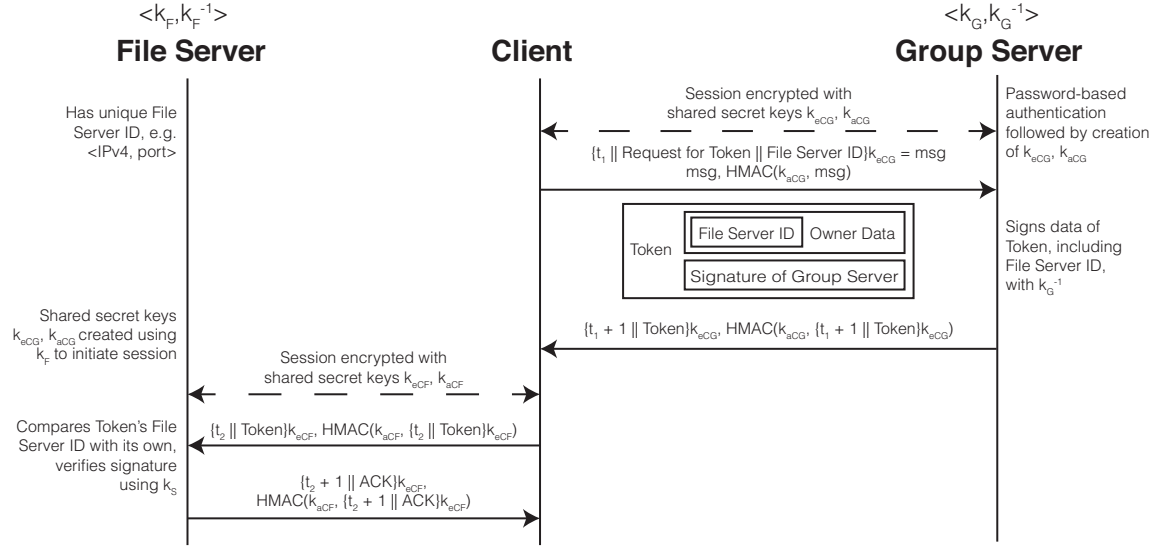 <k_F,k_F^-1>
<k_G,k_G^-1>
File Server
Client
Group Server
Has unique File
Server ID, e.g.
<IPv4, port>
Session encrypted with
shared secret keys k_eCG, k_aCG
Password-based
authentication
followed by creation
of k_eCG, k_aCG
{t_1 || Request for Token || File Server ID}k_eCG = msg
msg, HMAC(k_aCG, msg)
Token
File Server ID
Owner Data
Signature of Group Server
Signs data of
Token, including
File Server ID,
with k_G^-1
Shared secret keys
k_eCG, k_aCG created using
k_F to initiate session
{t_1 + 1 || Token}k_eCG, HMAC(k_aCG, {t_1 + 1 || Token}k_eCG)
Session encrypted with
shared secret keys k_eCF, k_aCF
Compares Token's File
Server ID with its own,
verifies signature
using k_S
{t_2 || Token}k_eCF, HMAC(k_aCF, {t_2 || Token}k_eCF)
{t_2 + 1 || ACK}k_eCF,
HMAC(k_aCF, {t_2 + 1 || ACK}k_eCF)